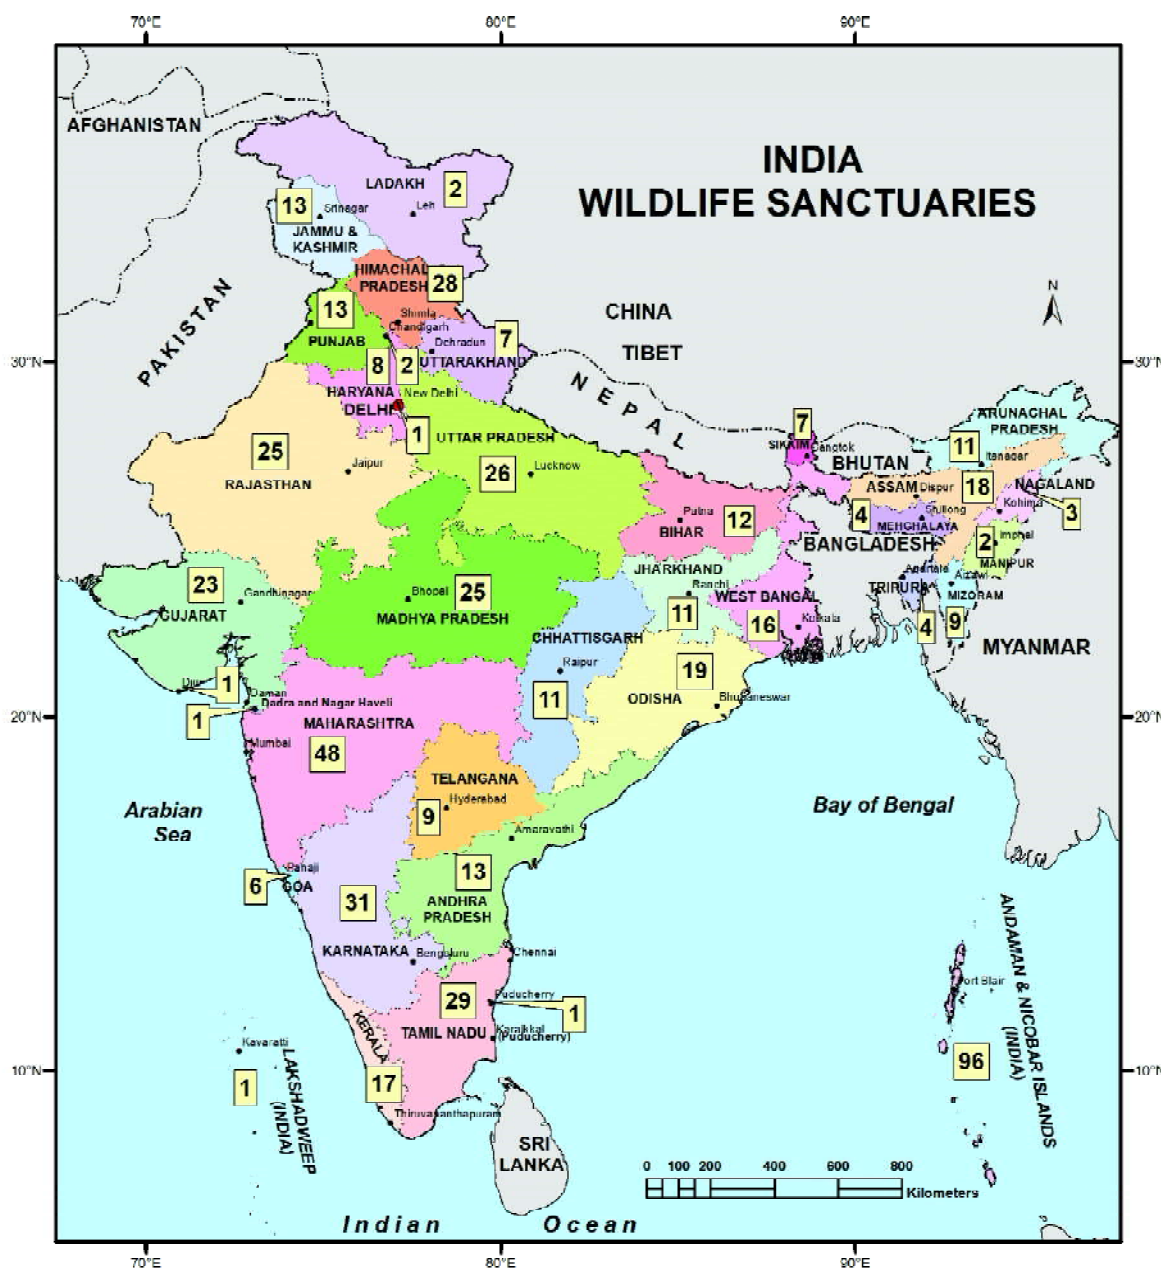 70°E
80°E
90°E
AFGHANISTAN
INDIA
WILDLIFE SANCTUARIES
LADAKH
2
Leh
13
Srinagar
JAMMU &
KASHMIR
HIMACHAL
PRADESH
28
N
PAKISTAN
CHINA
13
Shimla
Chandigarh
PUNJAB
Dehradun
7
TIBET
30°N
30°N
8
2
UTTARAKHAND
NEPAL
HARYANA
New Delhi
DELHI
1
ARUNACHAL
PRADESH
7
25
UTTAR PRADESH
SIKKIM
Gangtok
11
Itanagar
Jaipur
26
Lucknow
BHUTAN
RAJASTHAN
ASSAM
Dispur
18
NAGALAND
Kohima
3
Patna
12
4
Shillong
MEHGHALAYA
BIHAR
BANGLADESH
2
Imphal
MANIPUR
JHARKHAND
Agartala
Aizawl
23
Gandhinagar
Bhopal
25
Ranchi
WEST BANGAL
TRIPURA
MIZORAM
GUJARAT
MADHYA PRADESH
11
16
Kolkata
4
9
CHHATTISGARH
MYANMAR
Raipur
19
Diu
1
Daman
Dadra and Nagar Haveli
11
ODISHA
Bhubaneswar
20°N
20°N
1
MAHARASHTRA
Mumbai
48
TELANGANA
Hyderabad
Arabian
Sea
9
Bay of Bengal
Amaravathi
Panaji
13
6
GOA
31
ANDHRA
PRADESH
KARNATAKA
Bengaluru
Chennai
ANDAMAN & NICOBAR ISLANDS
(INDIA)
Port Blair
29
Puducherry
1
KERALA
TAMIL NADU
Karaikkal
(Puducherry)
Kavaratti
96
10°N
10°N
1
LAKSHADWEEP
(INDIA)
17
Thiruvananthapuram
SRI
LANKA
0 100 200 400 600 800
Kilometers
Indian Ocean
70°E
80°E
90°E